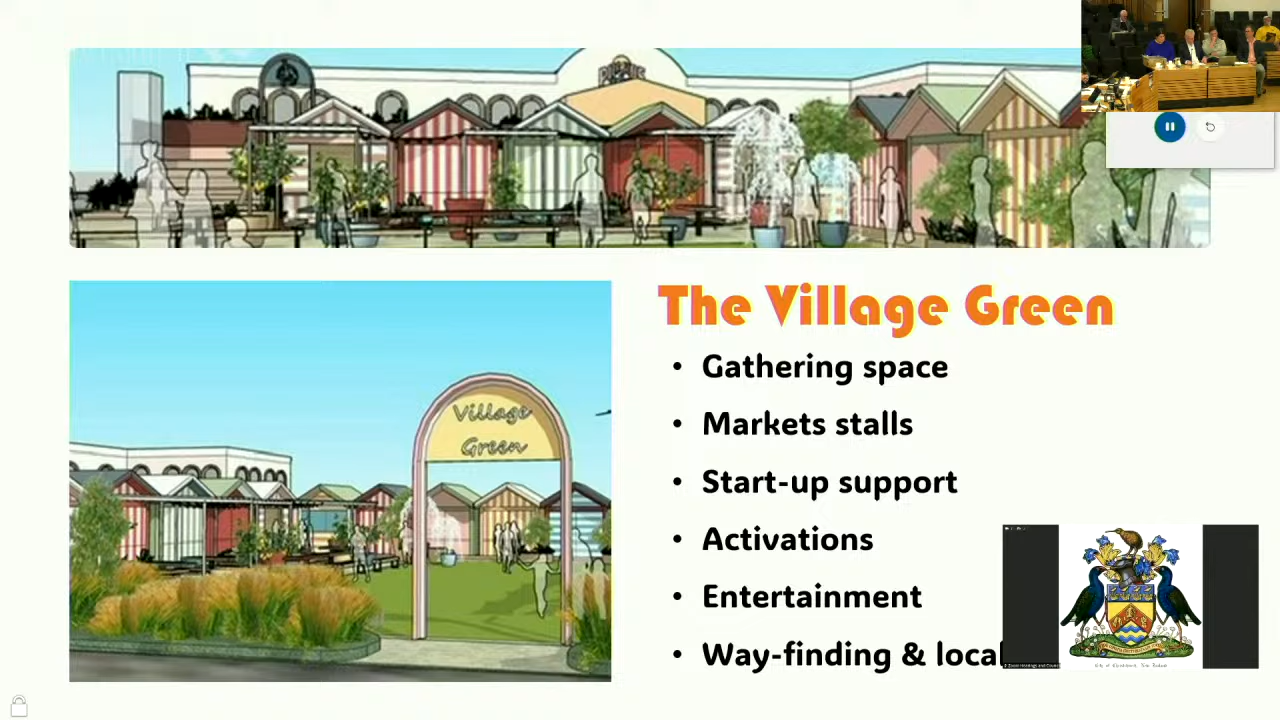 The Village Green
• Gathering space
• Markets stalls
• Start-up support
• Activations
• Entertainment
• Way-finding & local
Village
Green